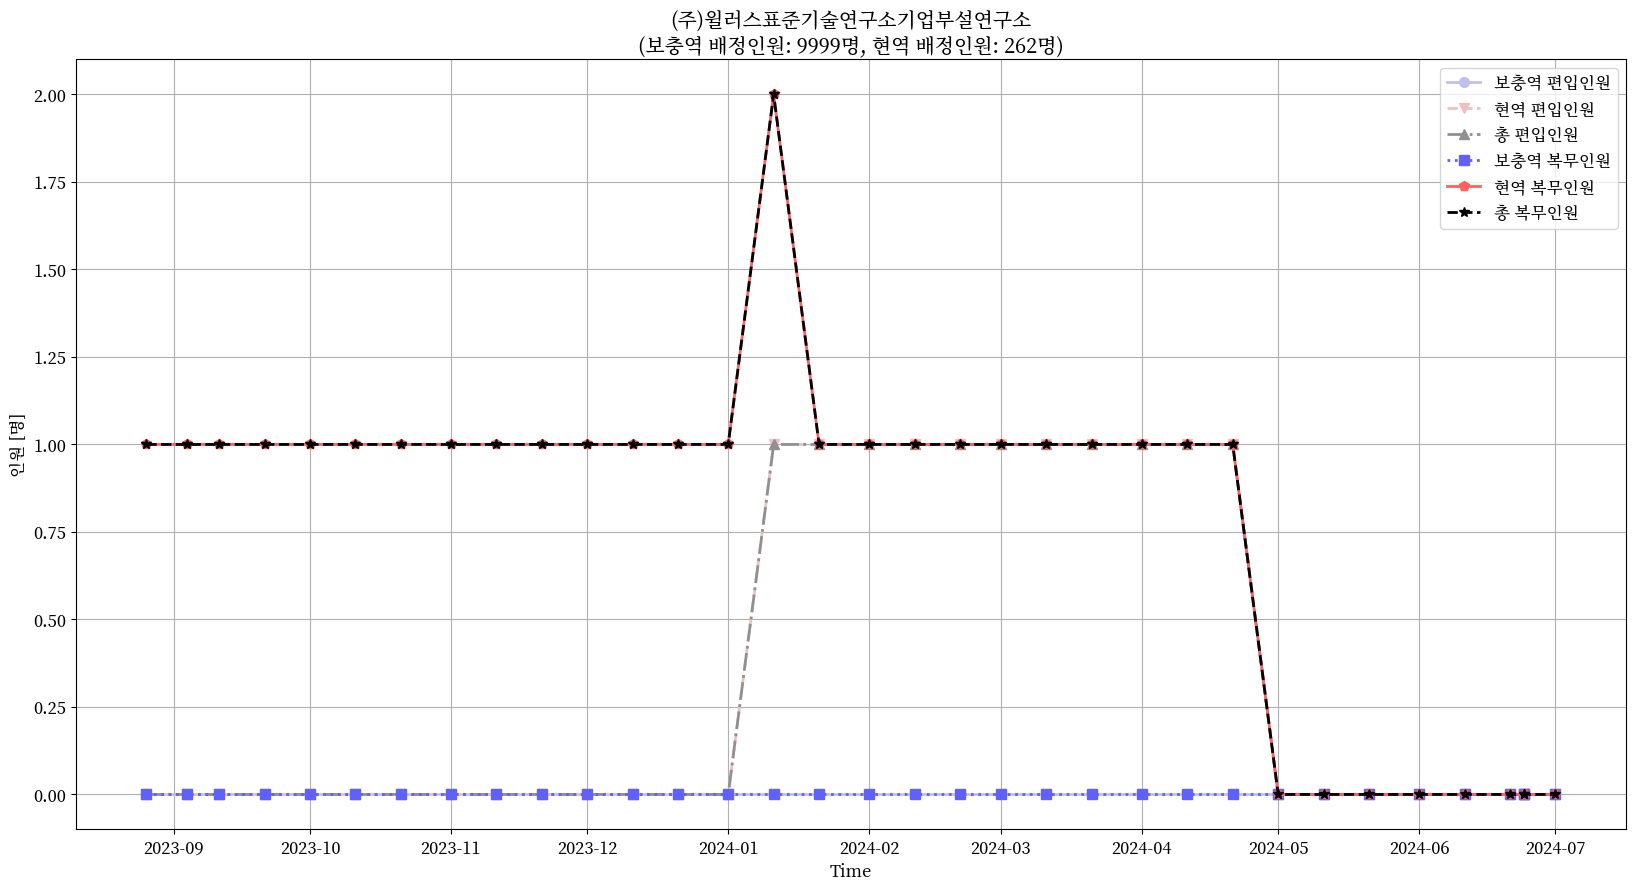 (주)윌러스표준기술연구소기업부설연구소
(보충역 배정인원: 9999명, 현역 배정인원: 262명)
보충역 편입인원
현역 편입인원
총 편입인원
보충역 복무인원
현역 복무인원
총 복무인원
2.00
1.75
1.50
1.25
1.00
0.75
0.50
0.25
0.00
인원 [명]
2023-09 2023-10 2023-11 2023-12 2024-01 2024-02 2024-03 2024-04 2024-05 2024-06 2024-07
Time